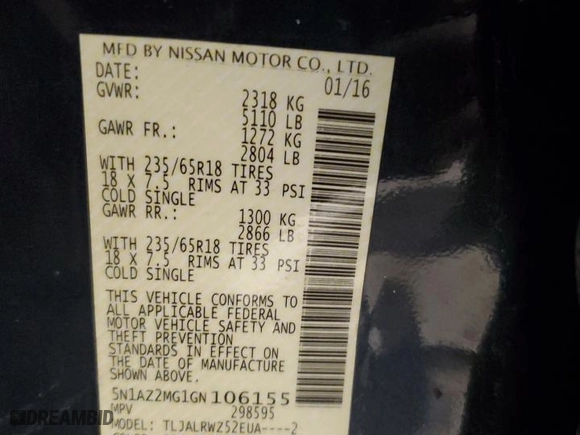 MFD BY NISSAN MOTOR CO., LTD.
DATE: 01/16
GVWR: 2318 KG
5110 LB
GAWR FR.: 1272 KG
2804 LB
WITH 235/65R18 TIRES
18 X 7.5 RIMS AT 33 PSI
COLD SINGLE
GAWR RR.: 1300 KG
2866 LB
WITH 235/65R18 TIRES
18 X 7.5 RIMS AT 33 PSI
COLD SINGLE
THIS VEHICLE CONFORMS TO
ALL APPLICABLE FEDERAL
MOTOR VEHICLE SAFETY AND
THEFT PREVENTION
STANDARDS IN EFFECT ON
THE DATE OF MANUFACTURE
SHOWN ABOVE.
5N1AZ2MG1GN 106155
MPV 298595
MODEL: TLJALRWZ52EUA----2
© DREAMBID